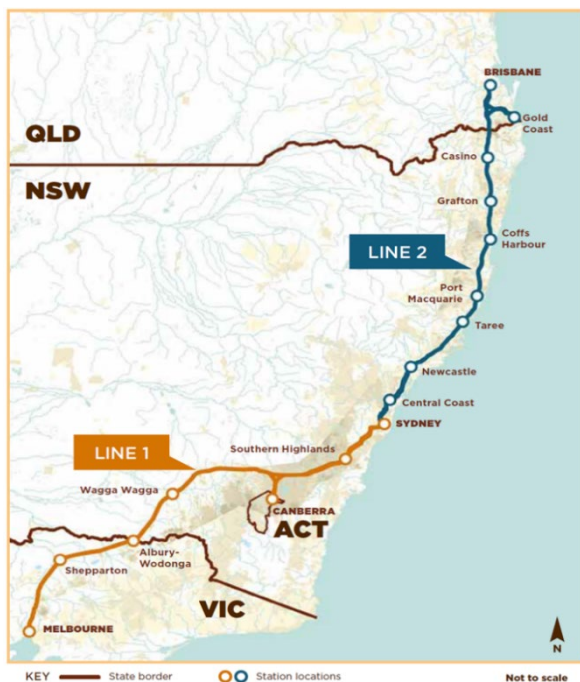 BRISBANE
Gold
Coast
QLD
Casino
NSW
Grafton
Coffs
Harbour
LINE 2
Port
Macquarie
Taree
Newcastle
Central Coast
SYDNEY
LINE 1
Southern Highlands
Wagga Wagga
CANBERRA
ACT
Albury-
Wodonga
Shepparton
VIC
MELBOURNE
N
KEY State border Station locations Not to scale